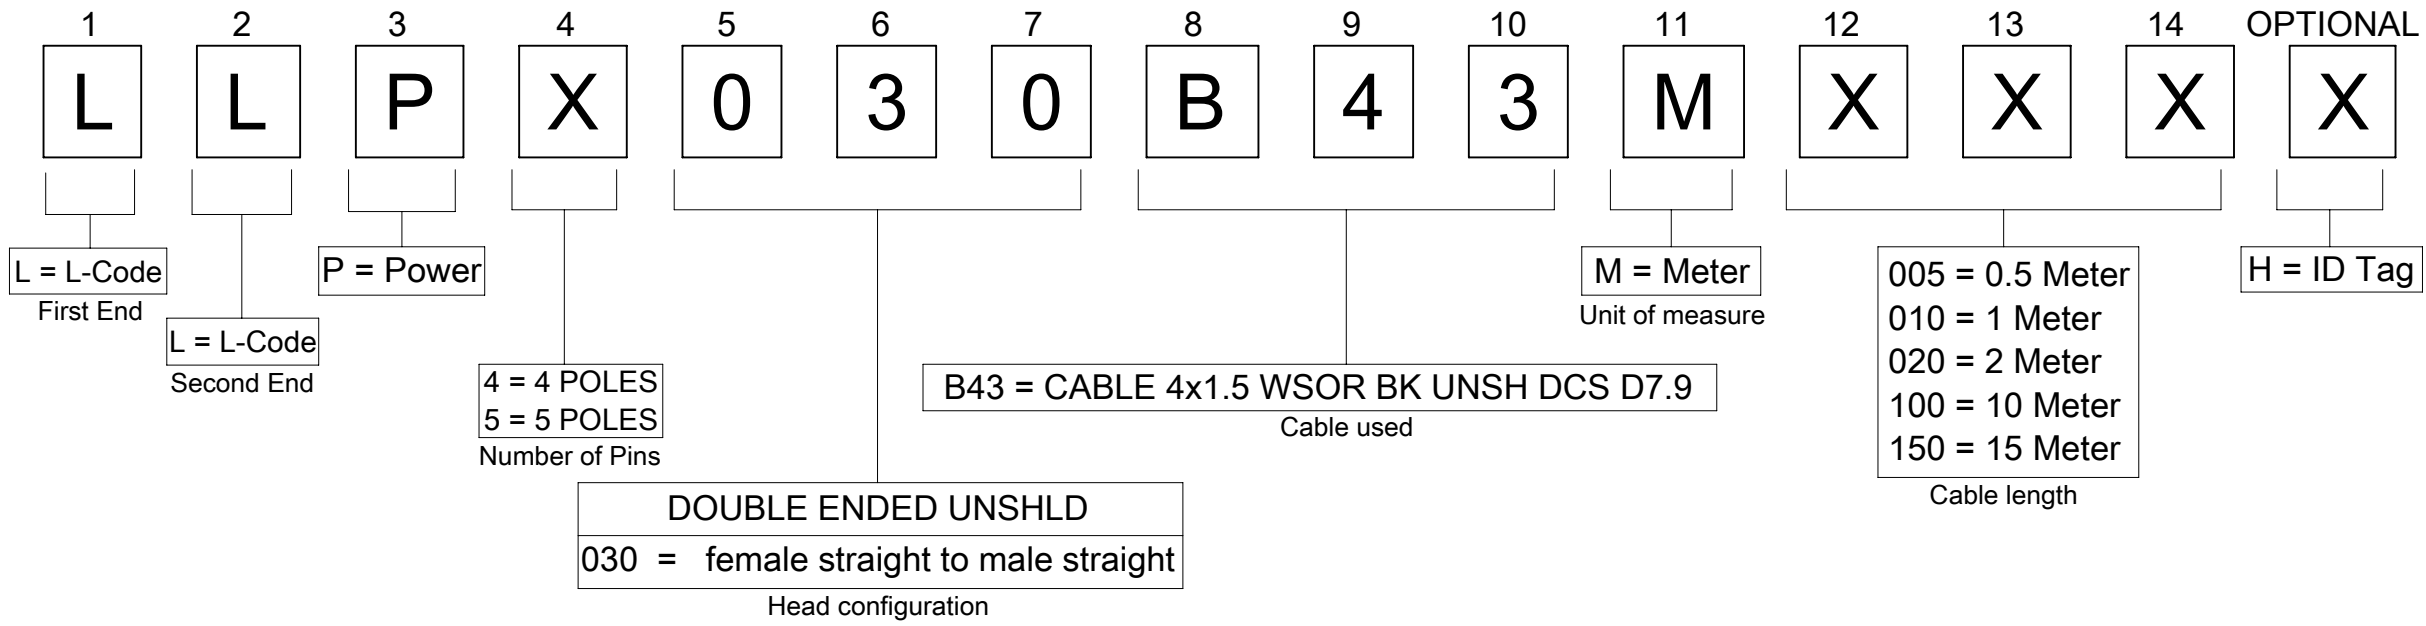 1 2 3 4 5 6 7 8 9 10 11 12 13 14 OPTIONAL
L L P X 0 3 0 B 4 3 M X X X X
L = L-Code
First End
L = L-Code
Second End
P = Power
4 = 4 POLES
5 = 5 POLES
Number of Pins
DOUBLE ENDED UNSHLD
030 = female straight to male straight
Head configuration
B43 = CABLE 4x1.5 WSOR BK UNSH DCS D7.9
Cable used
M = Meter
Unit of measure
005 = 0.5 Meter
010 = 1 Meter
020 = 2 Meter
100 = 10 Meter
150 = 15 Meter
Cable length
H = ID Tag